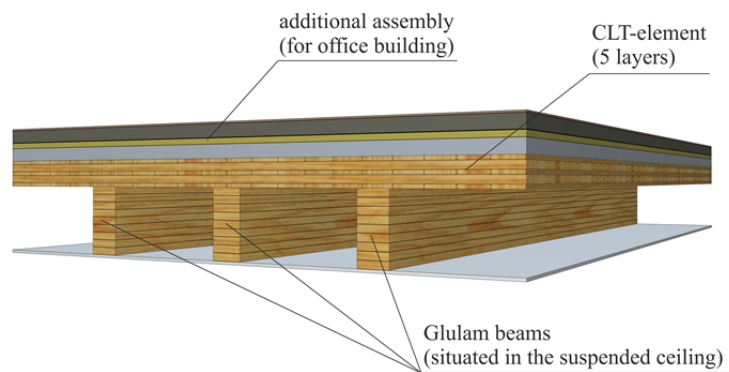 additional assembly
(for office building)
CLT-element
(5 layers)
Glulam beams
(situated in the suspended ceiling)